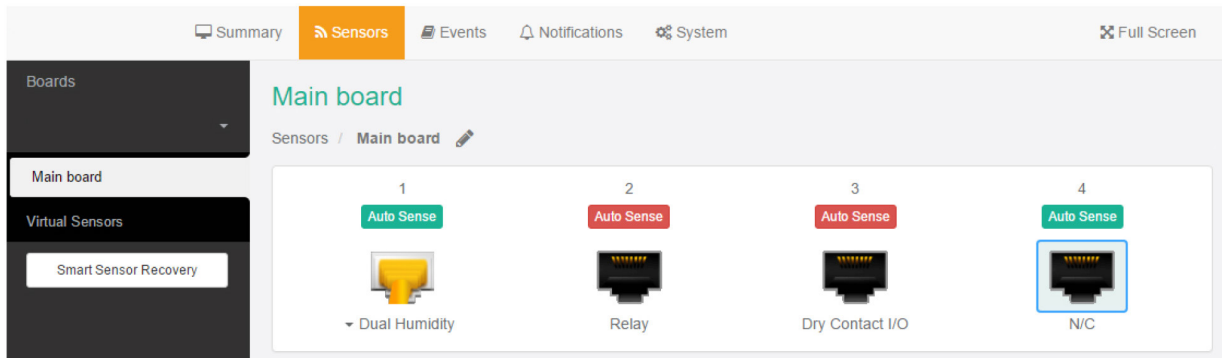 Summary Sensors Events Notifications System Full Screen
Boards
Main board
Sensors / Main board
Main board
1 2 3 4
Auto Sense Auto Sense Auto Sense Auto Sense
Virtual Sensors
Smart Sensor Recovery
Dual Humidity Relay Dry Contact I/O N/C